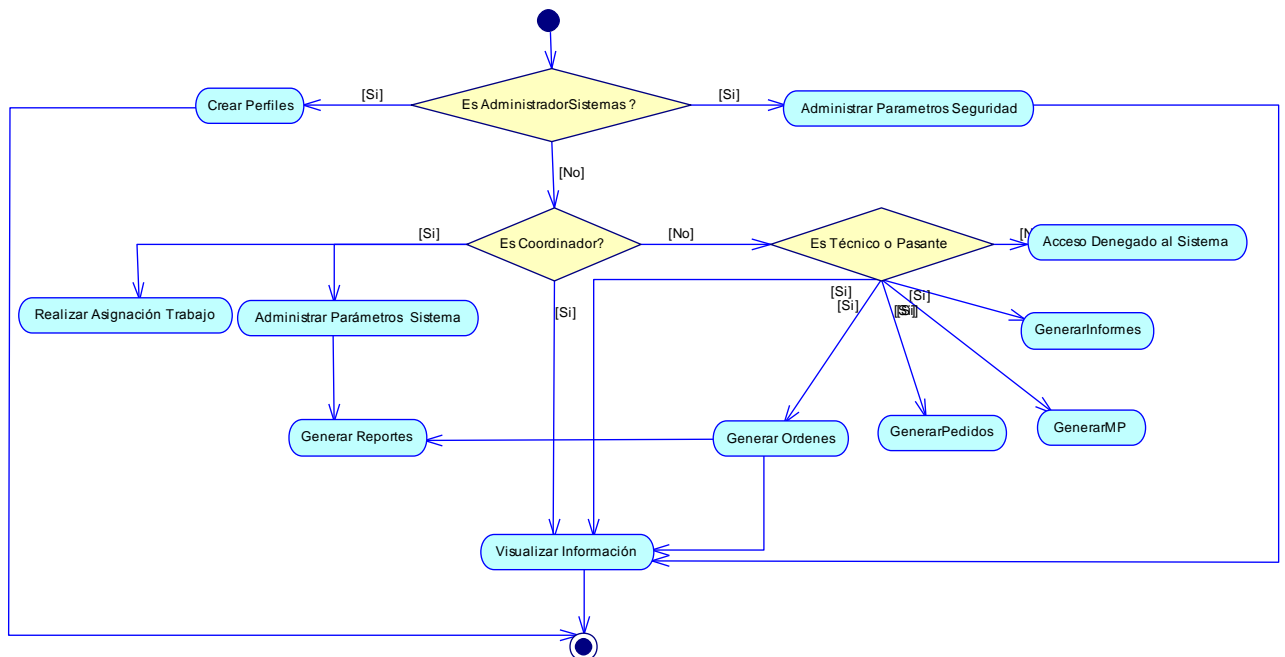 [Si]
[Si]
Crear Perfiles
Es AdministradorSistemas ?
Administrar Parametros Seguridad
[No]
[Si]
Es Coordinador?
[No]
Es Técnico o Pasante
Acceso Denegado al Sistema
[Si]
[Si]
[Si]
[Si]
[Si]
[Si]
Realizar Asignación Trabajo
Administrar Parámetros Sistema
GenerarInformes
Generar Reportes
Generar Ordenes
GenerarPedidos
GenerarMP
Visualizar Información